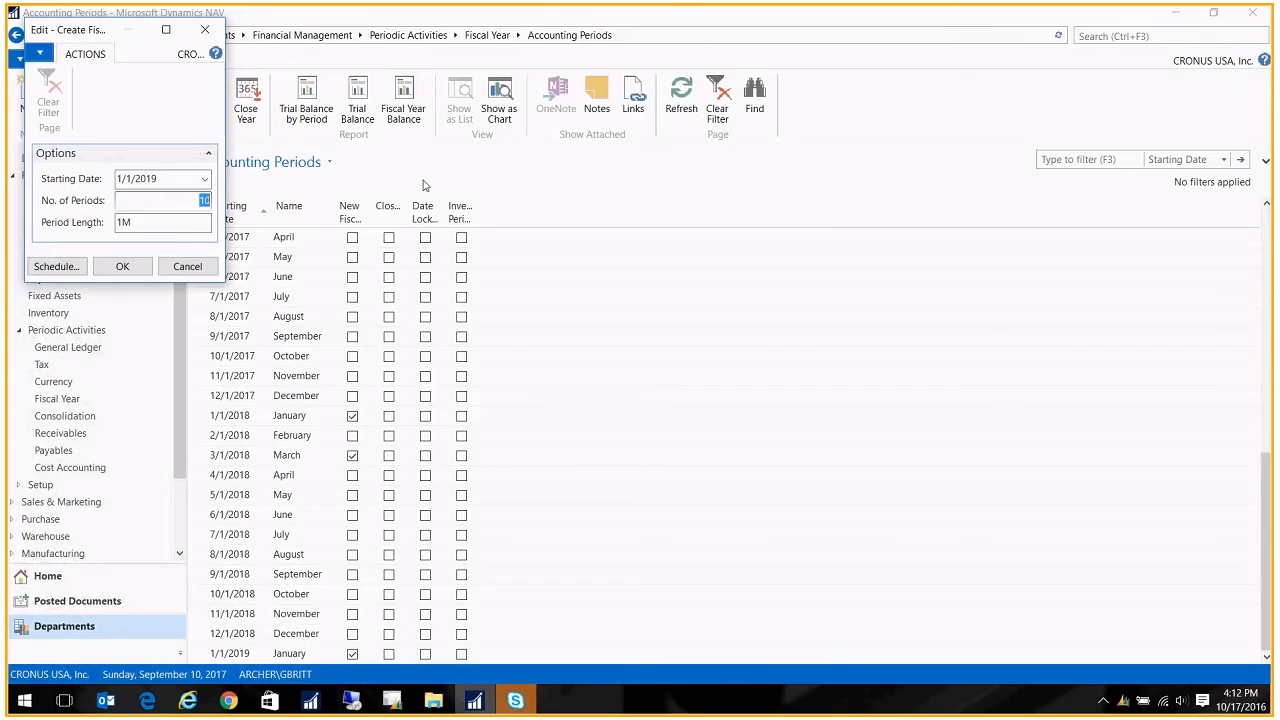 Accounting Periods - Microsoft Dynamics NAV
Edit - Create Fis...
Financial Management
Periodic Activities
Fiscal Year
Accounting Periods
Search (Ctrl+F3)
ACTIONS
CRO...
CRONUS USA, Inc.
Clear
Filter
Page
365
Close
Year
Trial Balance
by Period
Trial
Balance
Fiscal Year
Balance
Report
Show
as List
Show as
Chart
View
OneNote
Notes
Links
Show Attached
Refresh
Clear
Filter
Find
Page
Options
Starting Date: 1/1/2019
No. of Periods: 10
Period Length: 1M
Schedule... OK Cancel
ounting Periods
Type to filter (F3) Starting Date
No filters applied
Name New Fisc... Clos... Date Lock... Inve... Peri...
/2017 April
/2017 May
/2017 June
7/1/2017 July
8/1/2017 August
9/1/2017 September
10/1/2017 October
11/1/2017 November
12/1/2017 December
1/1/2018 January
2/1/2018 February
3/1/2018 March
4/1/2018 April
5/1/2018 May
6/1/2018 June
7/1/2018 July
8/1/2018 August
9/1/2018 September
10/1/2018 October
11/1/2018 November
12/1/2018 December
1/1/2019 January
Fixed Assets
Inventory
Periodic Activities
General Ledger
Tax
Currency
Fiscal Year
Consolidation
Receivables
Payables
Cost Accounting
Setup
Sales & Marketing
Purchase
Warehouse
Manufacturing
Home
Posted Documents
Departments
CRONUS USA, Inc. Sunday, September 10, 2017 ARCHER\GBRITT
4:12 PM
10/17/2016